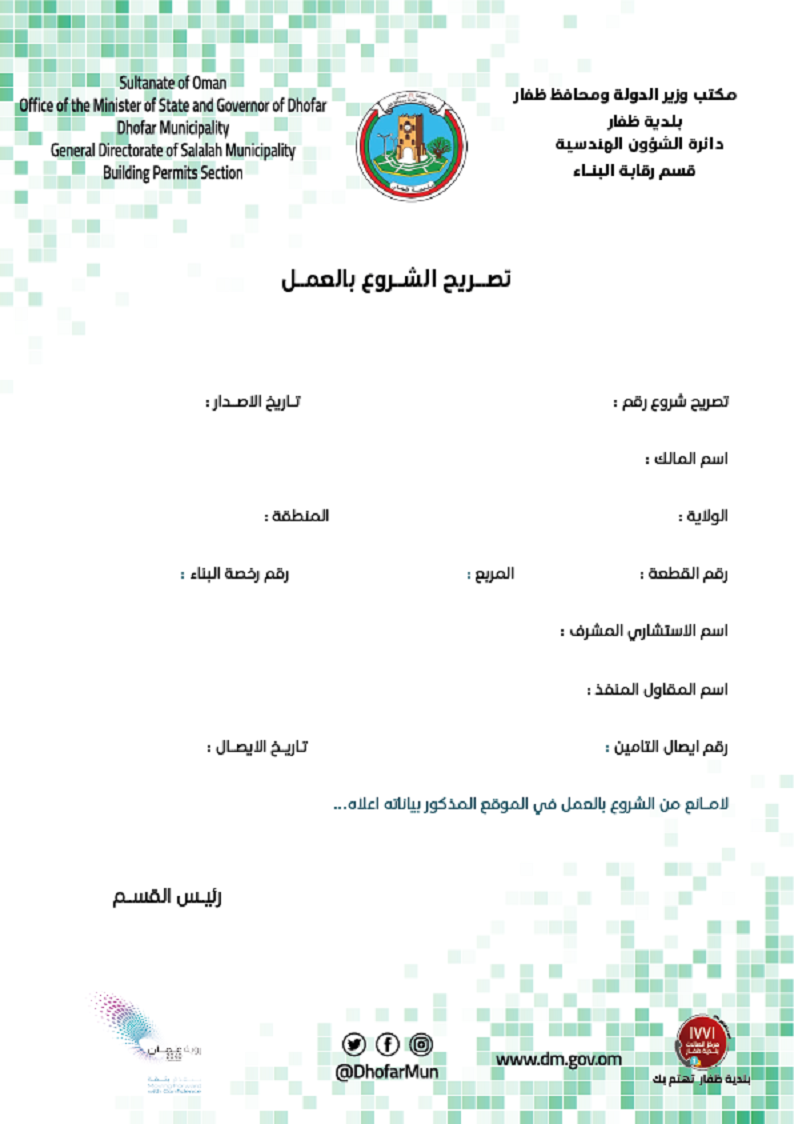 Sultanate of Oman
Office of the Minister of State and Governor of Dhofar
Dhofar Municipality
General Directorate of Salalah Municipality
Building Permits Section
مكتب وزير الدولة ومحافظ ظفار
بلدية ظفار
دائرة الشؤون الهندسية
قسم رقابة البناء
تصريح الشروع بالعمل
تصريح شروع رقم : تاريخ الاصدار :
اسم المالك :
الولاية : المنطقة :
رقم القطعة : المربع : رقم رخصة البناء :
اسم الاستشاري المشرف :
اسم المقاول المنفذ :
رقم ايصال التامين : تاريخ الايصال :
لامانع من الشروع بالعمل في الموقع المذكور بياناته اعلاه...
رئيس القسم
رؤية عمان
@DhofarMun
www.dm.gov.om
١٧٧١
بلدية ظفار تهتم بك